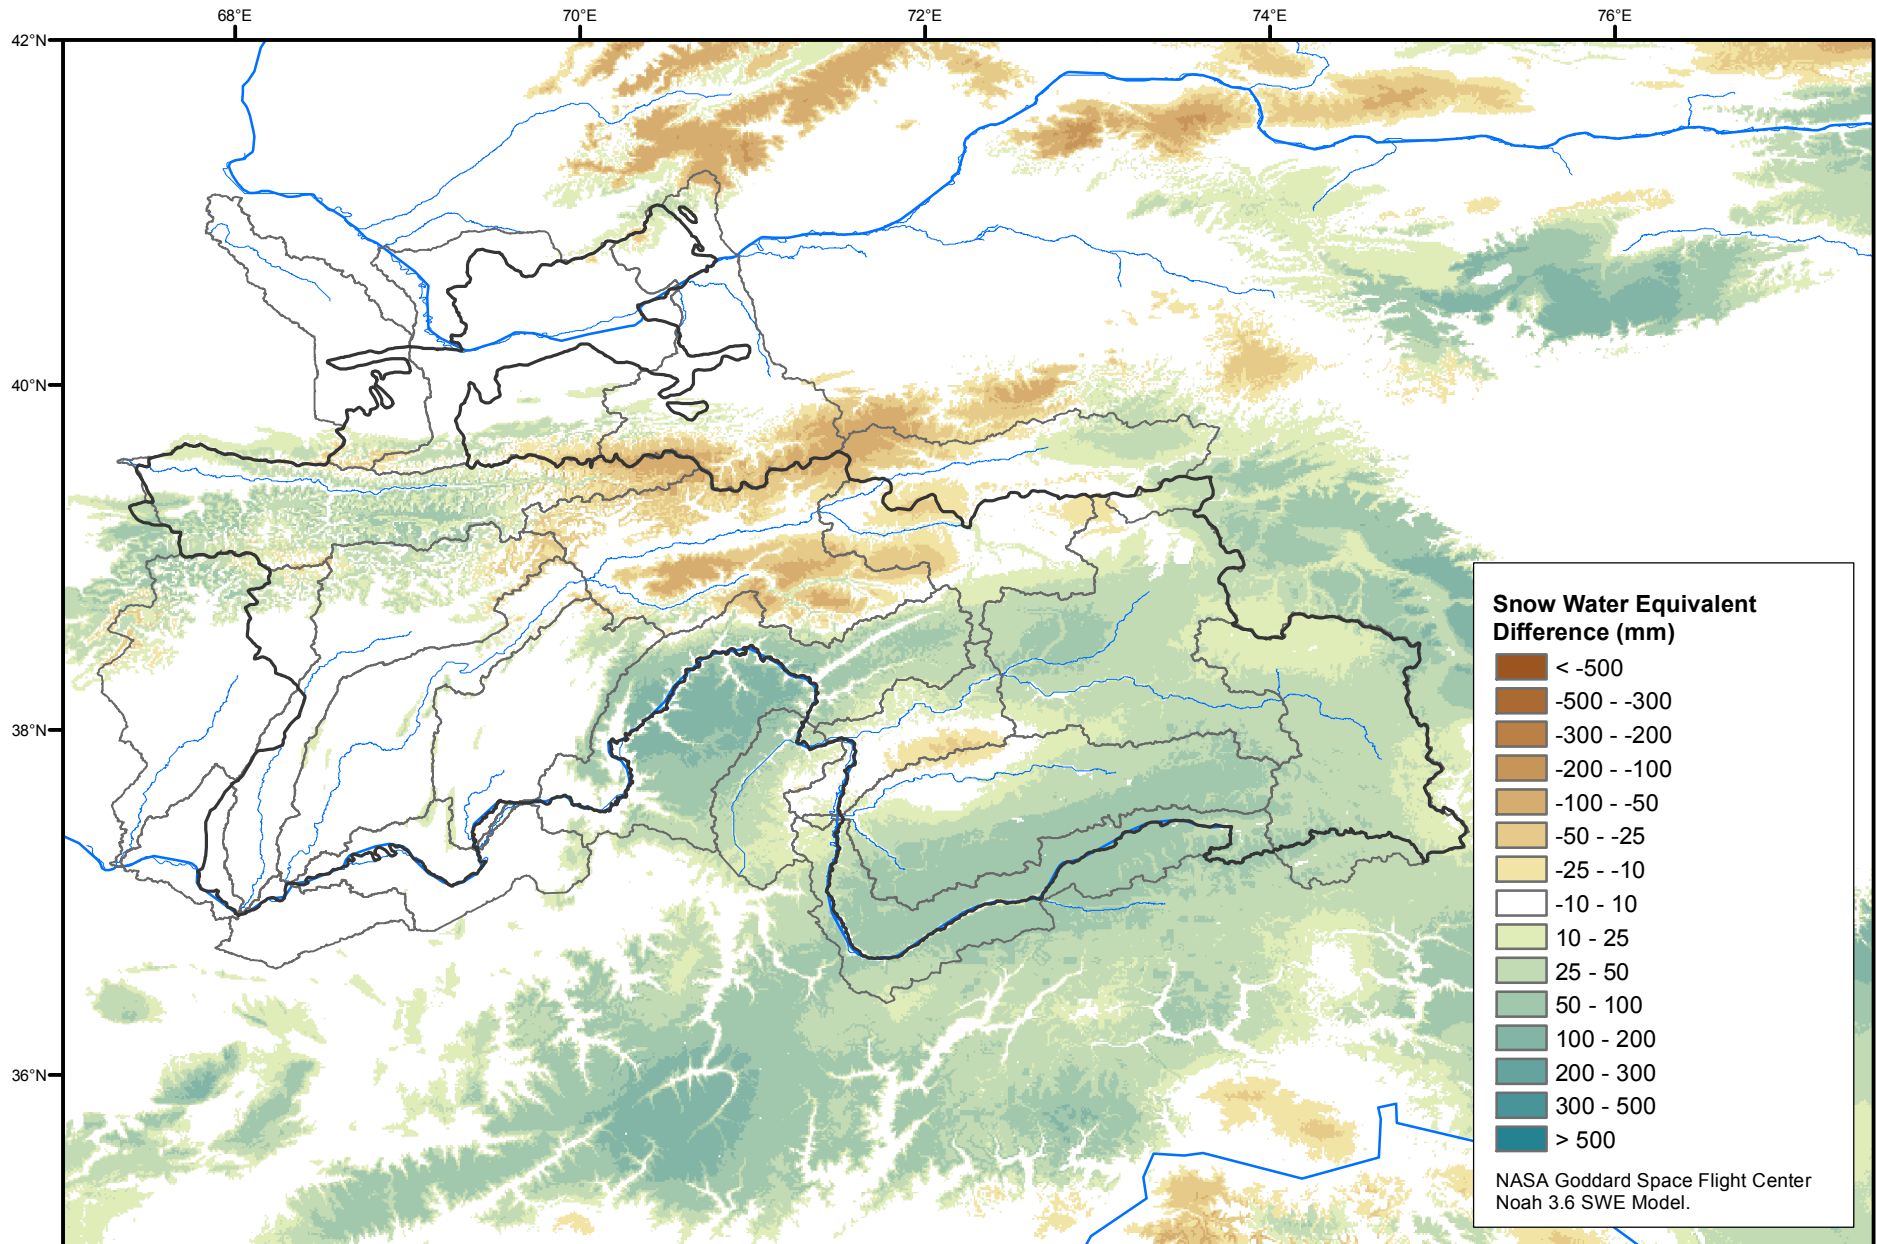 68°E 70°E 72°E 74°E 76°E
42°N
40°N
38°N
36°N
Snow Water Equivalent
Difference (mm)
< -500
-500 - -300
-300 - -200
-200 - -100
-100 - -50
-50 - -25
-25 - -10
-10 - 10
10 - 25
25 - 50
50 - 100
100 - 200
200 - 300
300 - 500
> 500
NASA Goddard Space Flight Center
Noah 3.6 SWE Model.